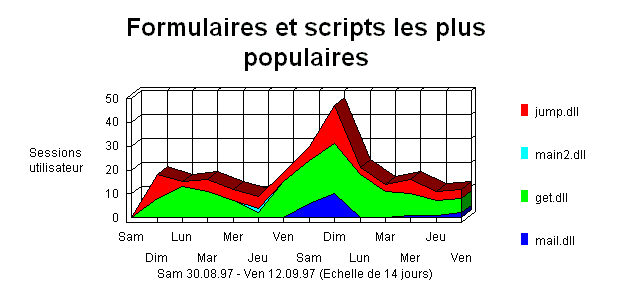 Formulaires et scripts les plus
populaires
50
40
30
20
10
0
Sessions
utilisateur
Sam Lun Mer Ven Dim Mar Jeu
Dim Mar Jeu Sam Lun Mer Ven
Sam 30.08.97 - Ven 12.09.97 (Echelle de 14 jours)
jump.dll
main2.dll
get.dll
mail.dll